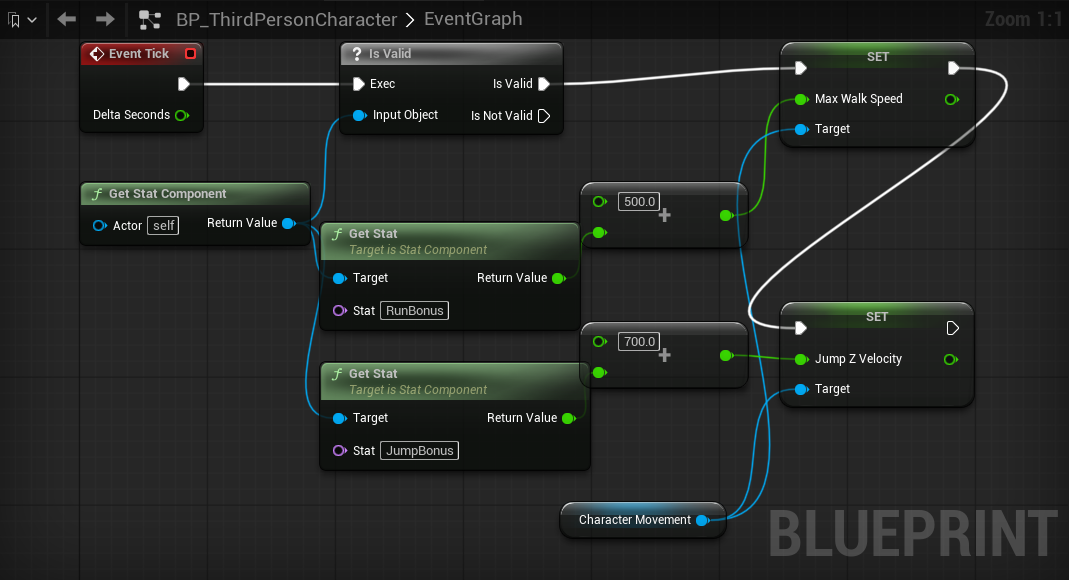 BP_ThirdPersonCharacter > EventGraph
Zoom 1:1
Event Tick
Delta Seconds
? Is Valid
Exec
Is Valid
Input Object
Is Not Valid
SET
Max Walk Speed
Target
f Get Stat Component
Actor self
Return Value
f Get Stat
Target is Stat Component
Target
Return Value
Stat RunBonus
500.0
+
f Get Stat
Target is Stat Component
Target
Return Value
Stat JumpBonus
700.0
+
SET
Jump Z Velocity
Target
Character Movement
BLUEPRINT